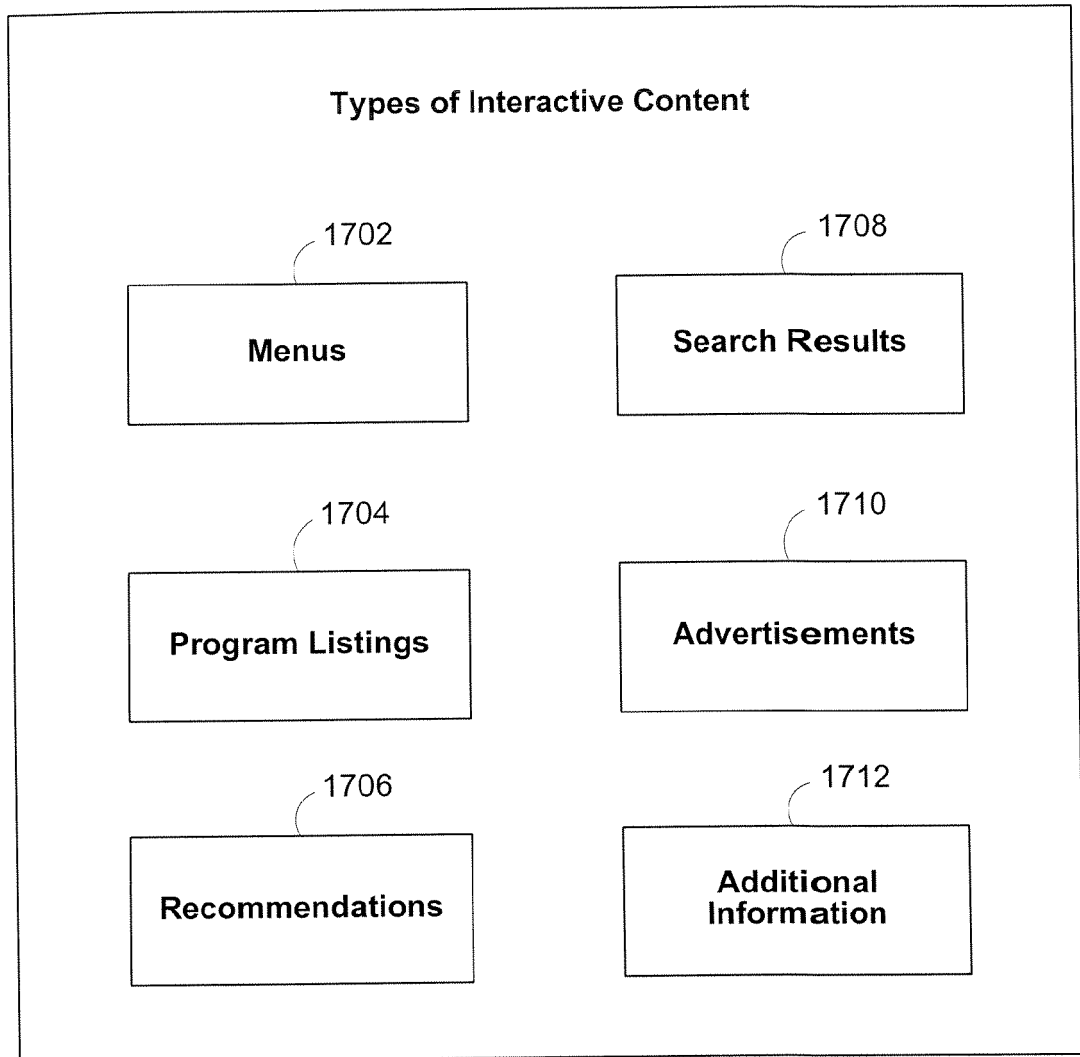 Types of Interactive Content
1702
Menus
1708
Search Results
1704
Program Listings
1710
Advertisements
1706
Recommendations
1712
Additional
Information